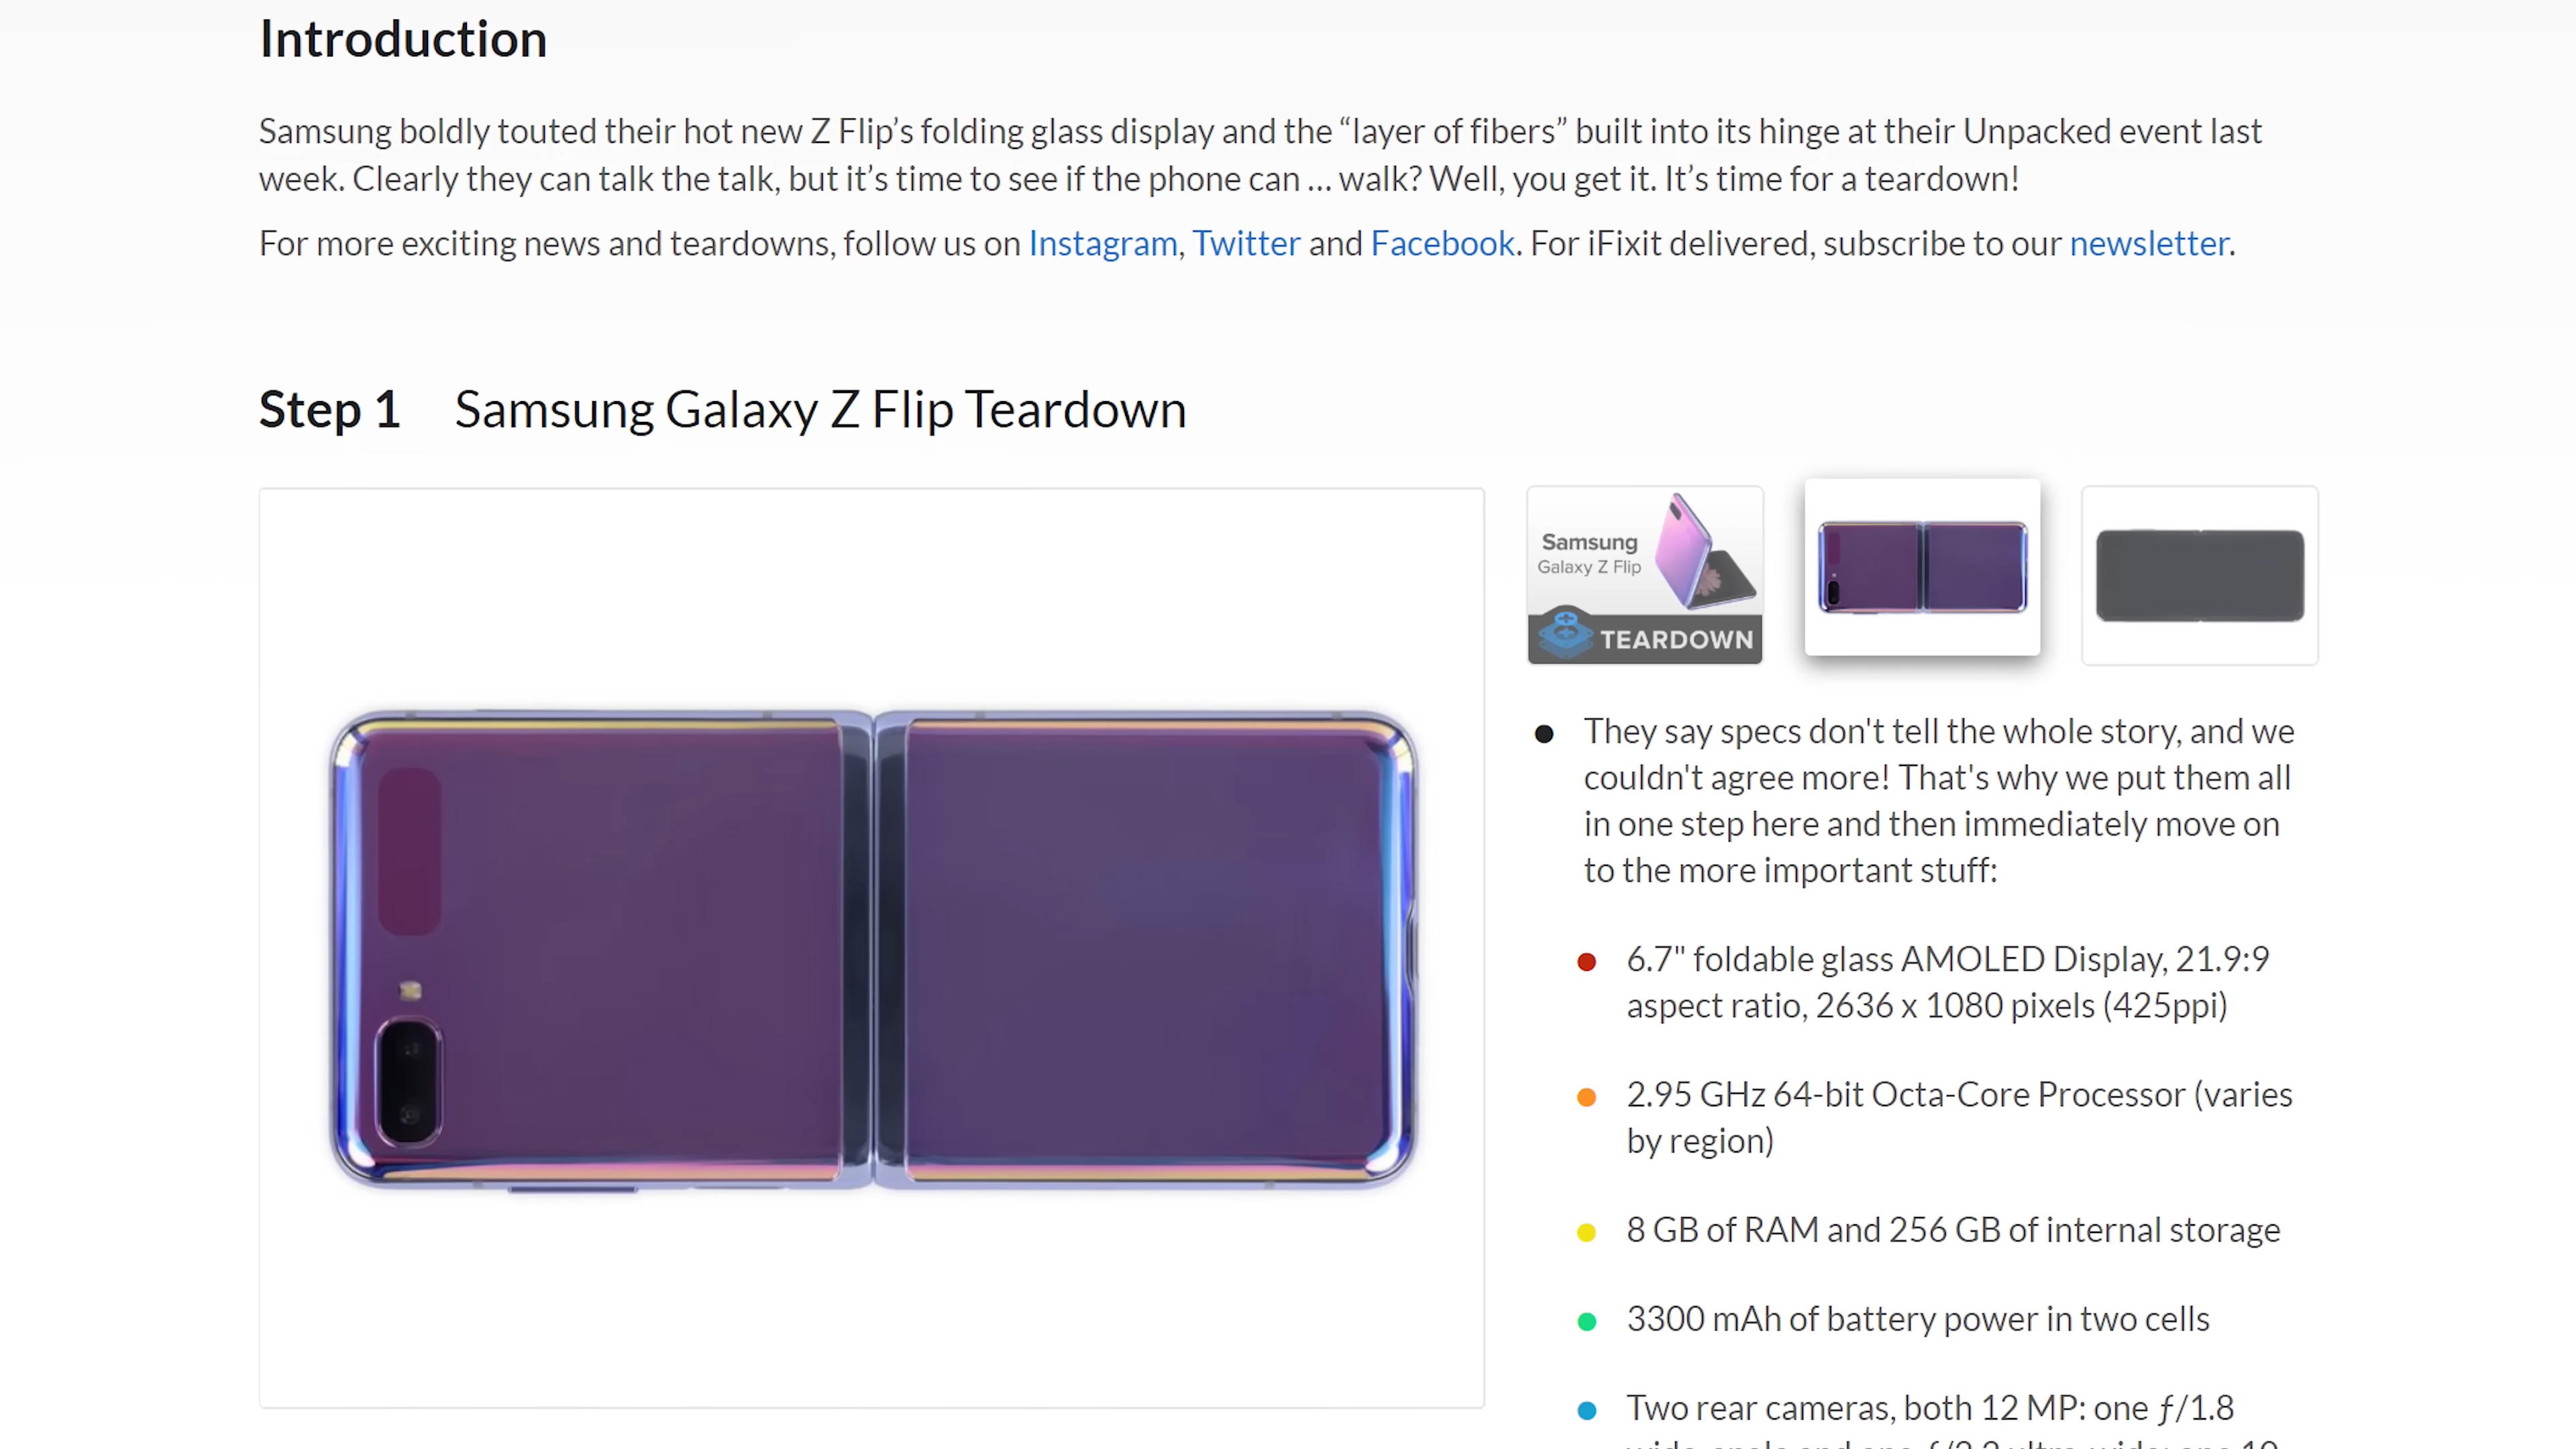 Introduction
Samsung boldly touted their hot new Z Flip’s folding glass display and the “layer of fibers” built into its hinge at their Unpacked event last
week. Clearly they can talk the talk, but it’s time to see if the phone can ... walk? Well, you get it. It’s time for a teardown!
For more exciting news and teardowns, follow us on Instagram, Twitter and Facebook. For iFixit delivered, subscribe to our newsletter.
Step 1 Samsung Galaxy Z Flip Teardown
Samsung
Galaxy Z Flip
TEARDOWN
They say specs don't tell the whole story, and we
couldn't agree more! That's why we put them all
in one step here and then immediately move on
to the more important stuff:
6.7" foldable glass AMOLED Display, 21.9:9
aspect ratio, 2636 x 1080 pixels (425ppi)
2.95 GHz 64-bit Octa-Core Processor (varies
by region)
8 GB of RAM and 256 GB of internal storage
3300 mAh of battery power in two cells
Two rear cameras, both 12 MP: one ƒ/1.8